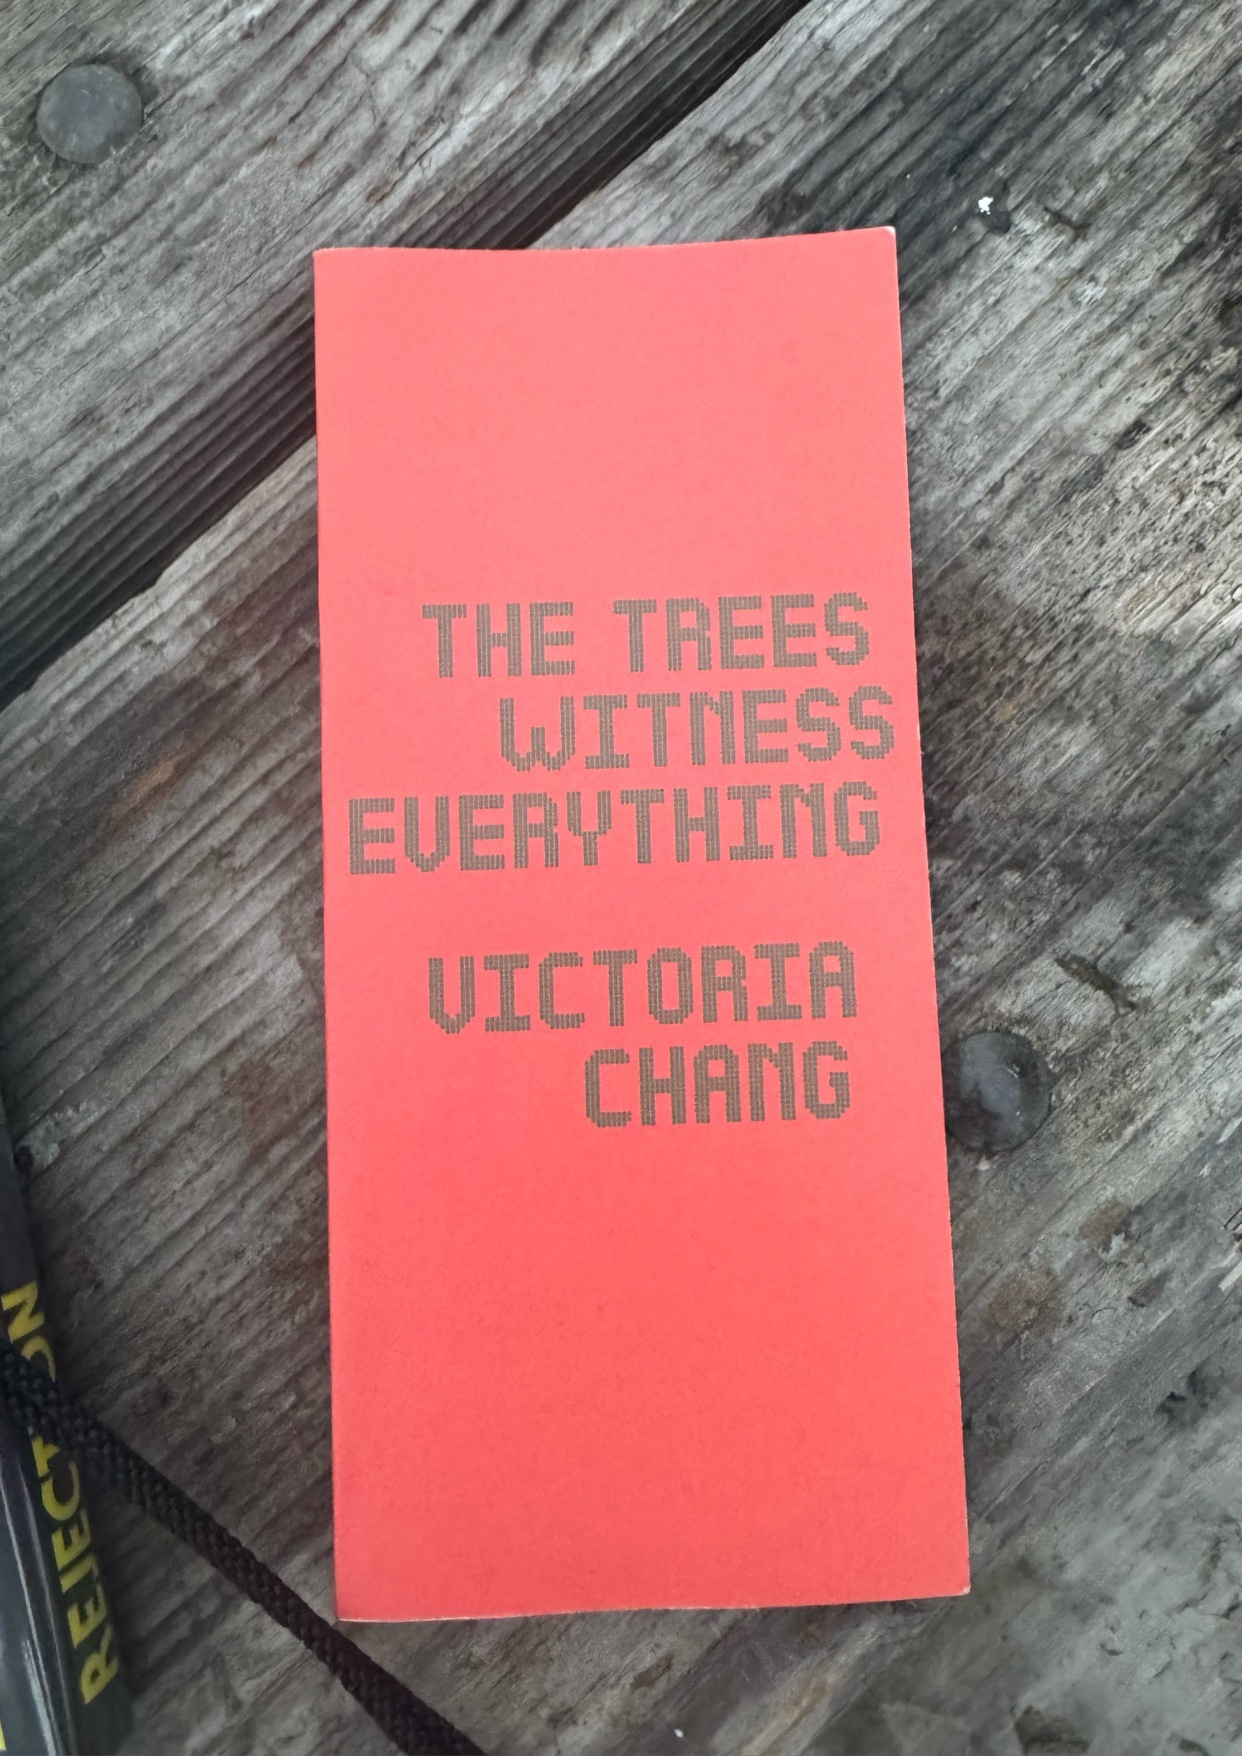 THE TREES
WITNESS
EVERYTHING
VICTORIA
CHANG
REJECTION